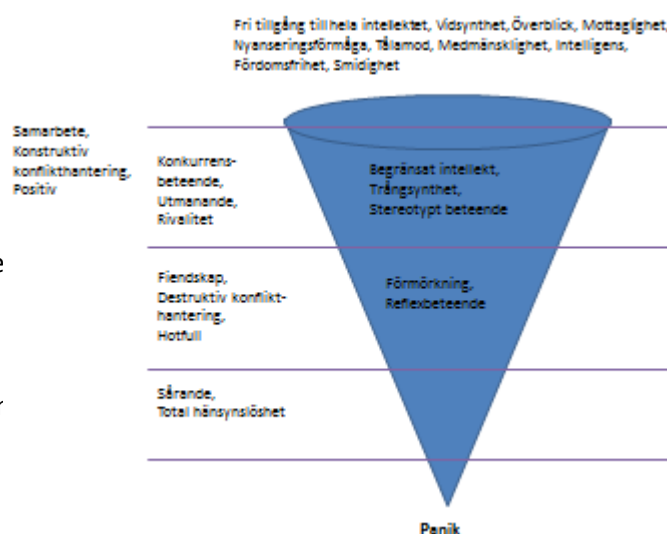 Fri tillgång till hela intellektet, Vidsynthet, Överblick, Mottaglighet,
Nyanseringsförmåga, Tålamod, Medmänsklighet, Intelligens,
Fördomsfrihet, Smidighet
Samarbete,
Konstruktiv
konflikthantering,
Positiv
Konkurrens-
beteende,
Utmanande,
Rivalitet
Begränsat intellekt,
Trångsynthet,
Stereotypt beteende
e
Fiendskap,
Destruktiv konflikt-
hantering,
Hotfull
Förmörkning,
Reflexbeteende
r
Sårande,
Total hänsynslöshet
Panik